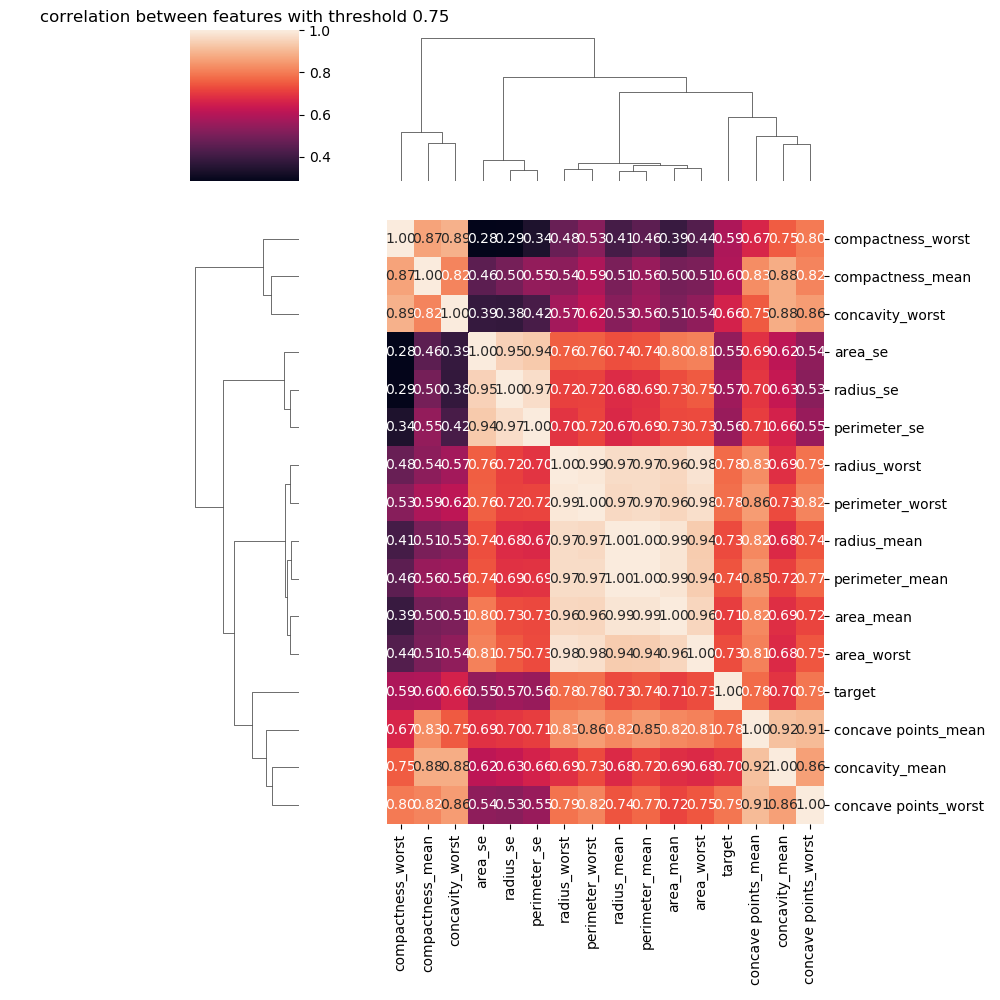 correlation between features with threshold 0.75
1.0
0.8
0.6
0.4
1.00 0.87 0.89 0.28 0.29 0.34 0.48 0.53 0.41 0.46 0.39 0.44 0.59 0.67 0.75 0.80 compactness_worst
0.87 1.00 0.82 0.46 0.50 0.55 0.54 0.59 0.51 0.56 0.50 0.51 0.60 0.83 0.88 0.82 compactness_mean
0.89 0.82 1.00 0.39 0.38 0.42 0.57 0.62 0.53 0.56 0.51 0.54 0.66 0.75 0.88 0.86 concavity_worst
0.28 0.46 0.39 1.00 0.95 0.94 0.76 0.76 0.74 0.74 0.80 0.81 0.55 0.69 0.62 0.54 area_se
0.29 0.50 0.38 0.95 1.00 0.97 0.72 0.72 0.68 0.69 0.73 0.75 0.57 0.70 0.63 0.53 radius_se
0.34 0.55 0.42 0.94 0.97 1.00 0.70 0.72 0.67 0.69 0.73 0.73 0.56 0.71 0.66 0.55 perimeter_se
0.48 0.54 0.57 0.76 0.72 0.70 1.00 0.99 0.97 0.97 0.96 0.98 0.78 0.83 0.69 0.79 radius_worst
0.53 0.59 0.62 0.76 0.72 0.72 0.99 1.00 0.97 0.97 0.96 0.98 0.78 0.86 0.73 0.82 perimeter_worst
0.41 0.51 0.53 0.74 0.68 0.67 0.97 0.97 1.00 1.00 0.99 0.94 0.73 0.82 0.68 0.74 radius_mean
0.46 0.56 0.56 0.74 0.69 0.69 0.97 0.97 1.00 1.00 0.99 0.94 0.74 0.85 0.72 0.77 perimeter_mean
0.39 0.50 0.51 0.80 0.73 0.73 0.96 0.96 0.99 0.99 1.00 0.96 0.71 0.82 0.69 0.72 area_mean
0.44 0.51 0.54 0.81 0.75 0.73 0.98 0.98 0.94 0.94 0.96 1.00 0.73 0.81 0.68 0.75 area_worst
0.59 0.60 0.66 0.55 0.57 0.56 0.78 0.78 0.73 0.74 0.71 0.73 1.00 0.78 0.70 0.79 target
0.67 0.83 0.75 0.69 0.70 0.71 0.83 0.86 0.82 0.85 0.82 0.81 0.78 1.00 0.92 0.91 concave points_mean
0.75 0.88 0.88 0.62 0.63 0.66 0.69 0.73 0.68 0.72 0.69 0.68 0.70 0.92 1.00 0.86 concavity_mean
0.80 0.82 0.86 0.54 0.53 0.55 0.79 0.82 0.74 0.77 0.72 0.75 0.79 0.91 0.86 1.00 concave points_worst
compactness_worst
compactness_mean
concavity_worst
area_se
radius_se
perimeter_se
radius_worst
perimeter_worst
radius_mean
perimeter_mean
area_mean
area_worst
target
concave points_mean
concavity_mean
concave points_worst